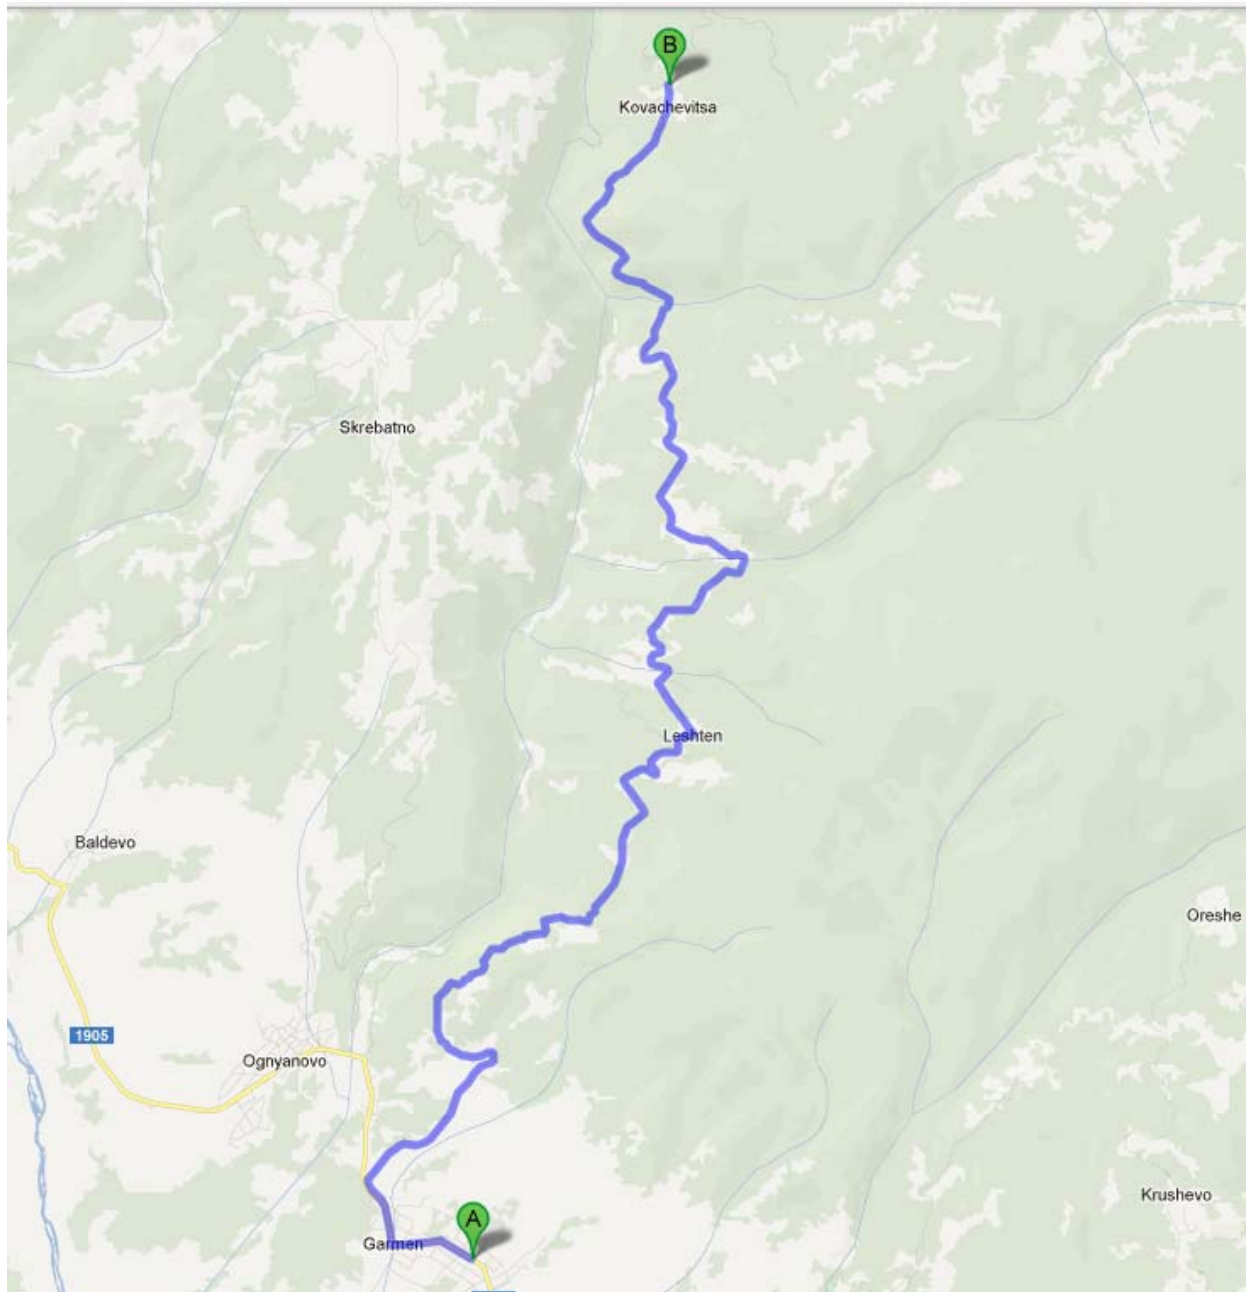 B
Kovachevitsa
Skrebatno
Leshten
Baldevo
Oreshe
1905
Ognyanovo
Krushevo
A
Garmen